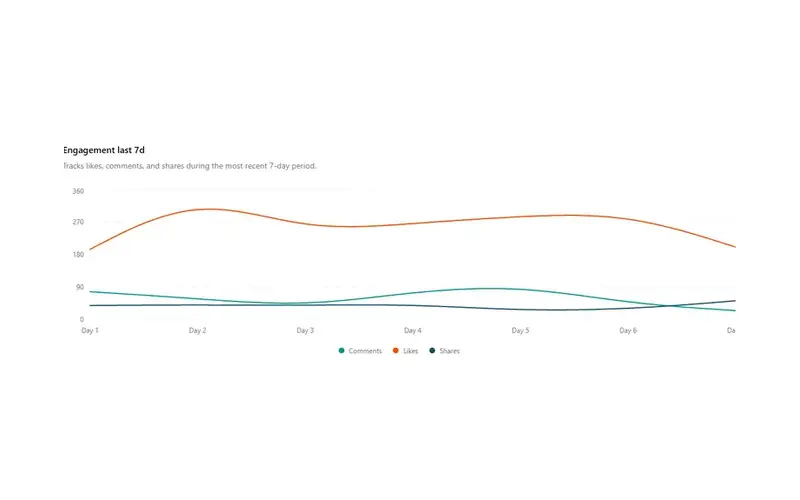 Engagement last 7d
Tracks likes, comments, and shares during the most recent 7-day period.
360
270
180
90
0
Day 1 Day 2 Day 3 Day 4 Day 5 Day 6 Da
Comments Likes Shares